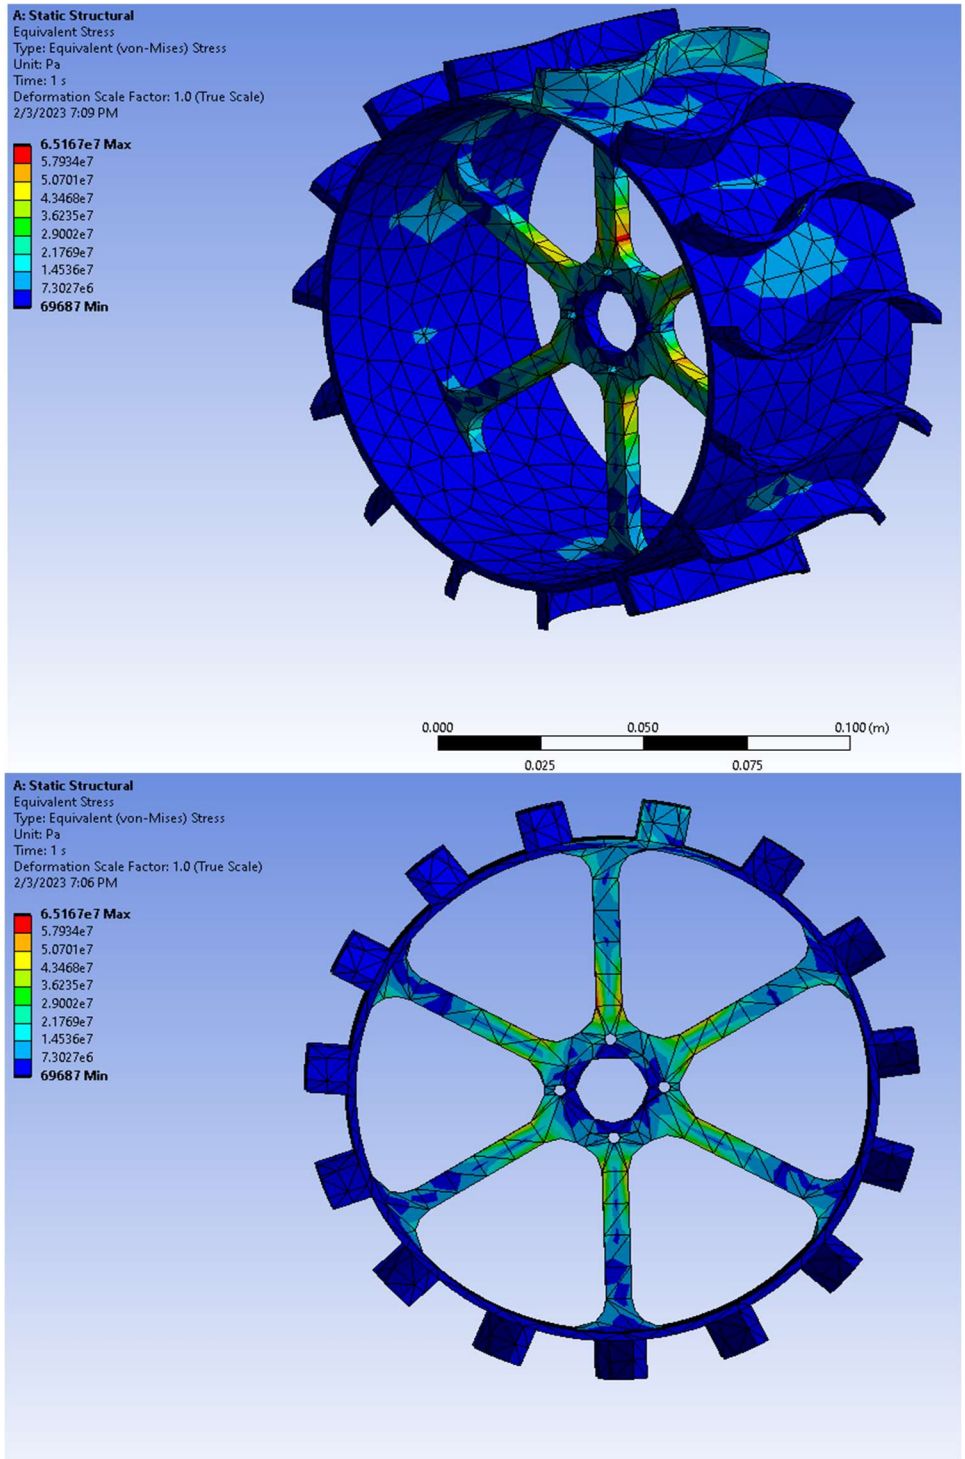 A: Static Structural
Equivalent Stress
Type: Equivalent (von-Mises) Stress
Unit: Pa
Time: 1 s
Deformation Scale Factor: 1.0 (True Scale)
2/3/2023 7:09 PM
6.5167e7 Max
5.7934e7
5.0701e7
4.3468e7
3.6235e7
2.9002e7
2.1769e7
1.4536e7
7.3027e6
69687 Min
0.000 0.050 0.100 (m)
0.025 0.075
A: Static Structural
Equivalent Stress
Type: Equivalent (von-Mises) Stress
Unit: Pa
Time: 1 s
Deformation Scale Factor: 1.0 (True Scale)
2/3/2023 7:06 PM
6.5167e7 Max
5.7934e7
5.0701e7
4.3468e7
3.6235e7
2.9002e7
2.1769e7
1.4536e7
7.3027e6
69687 Min